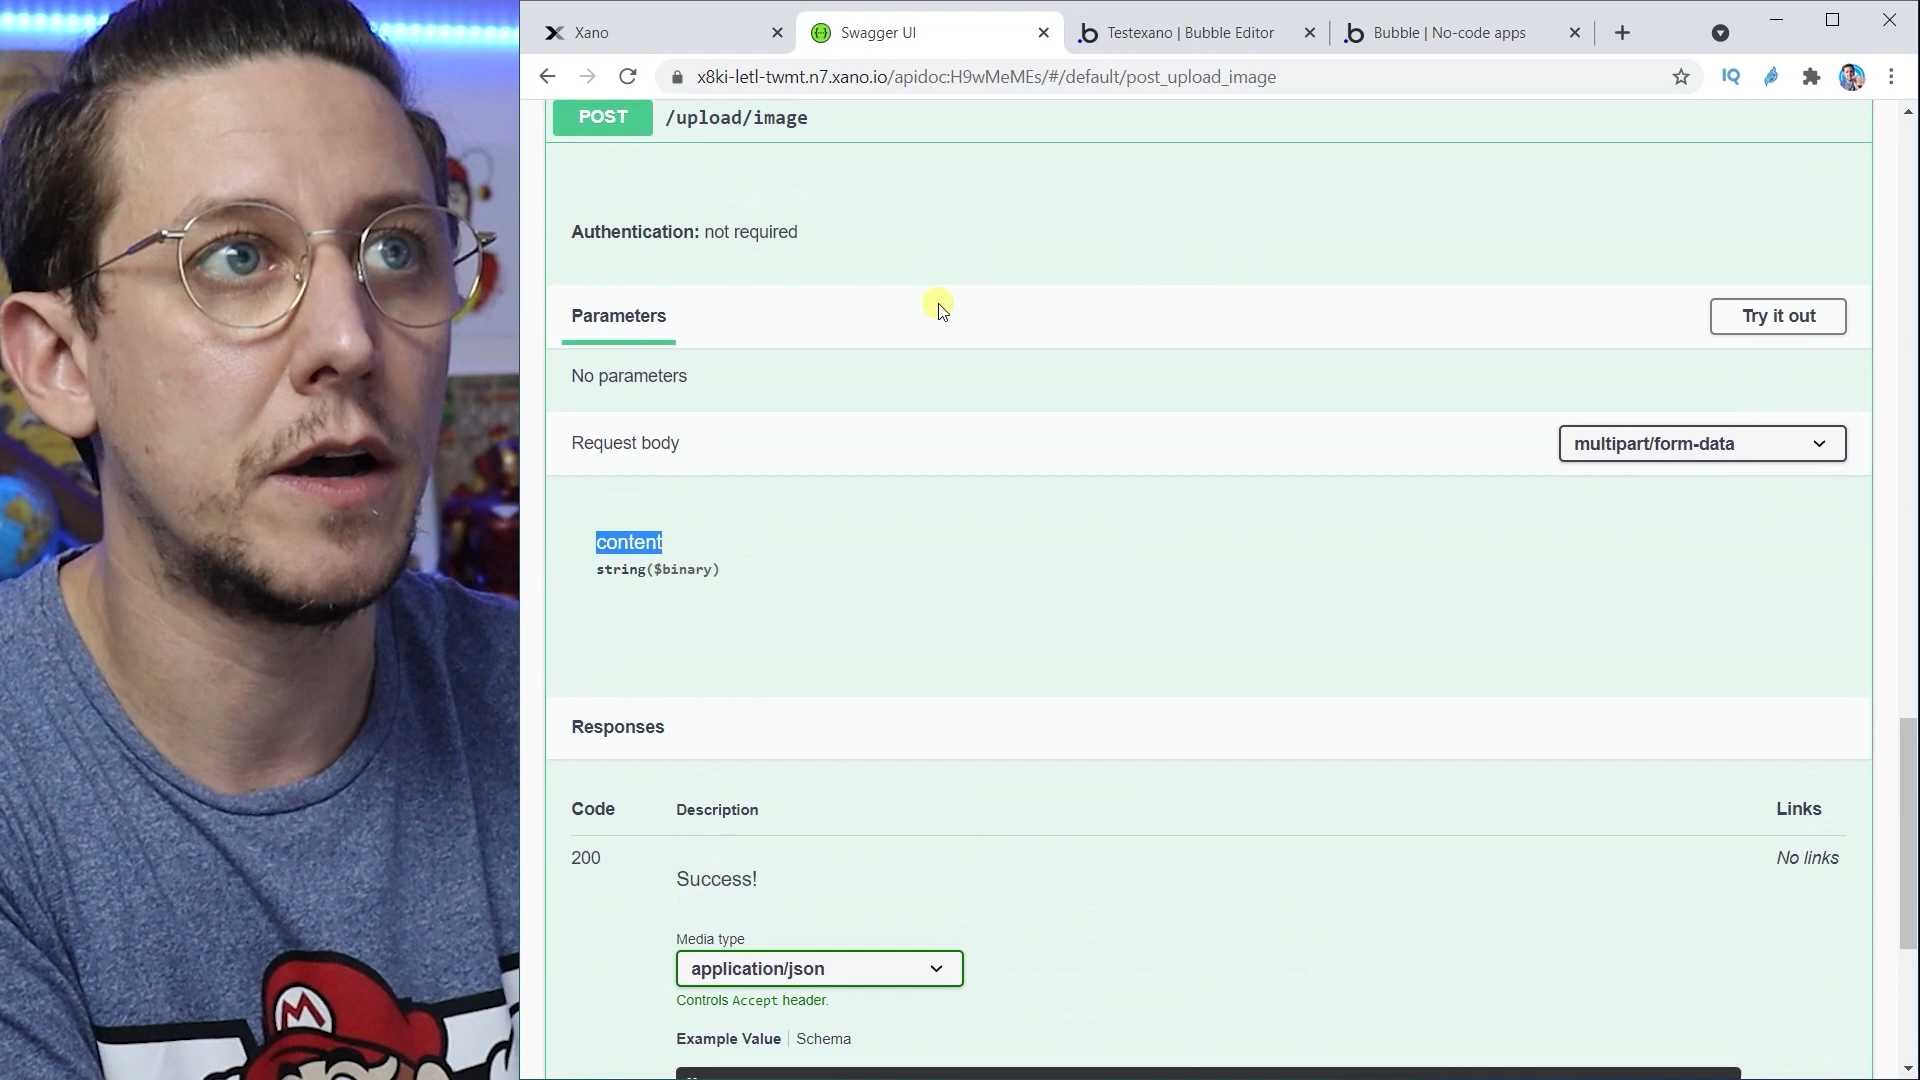 Xano
Swagger UI
Testexano | Bubble Editor
Bubble | No-code apps
x8ki-letl-twmt.n7.xano.io/apidoc:H9wMeMEs/#/default/post_upload_image
IQ
POST /upload/image
Authentication: not required
Parameters
Try it out
No parameters
Request body
multipart/form-data
content
string($binary)
Responses
Code
Description
Links
200
No links
Success!
Media type
application/json
Controls Accept header.
Example Value
Schema
M